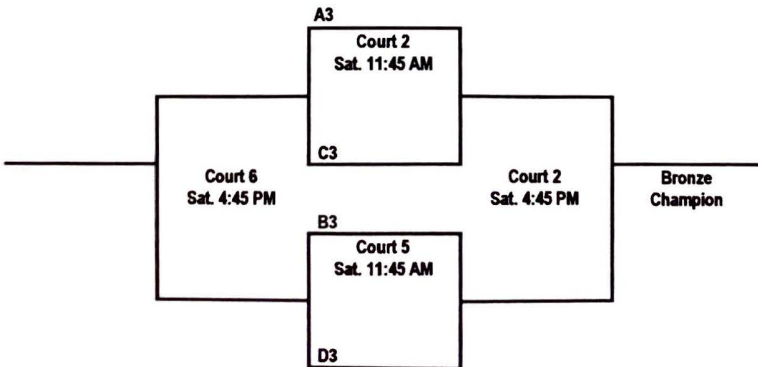 A3
Court 2
Sat. 11:45 AM
C3
Court 6
Sat. 4:45 PM
Court 2
Sat. 4:45 PM
Bronze
Champion
B3
Court 5
Sat. 11:45 AM
D3